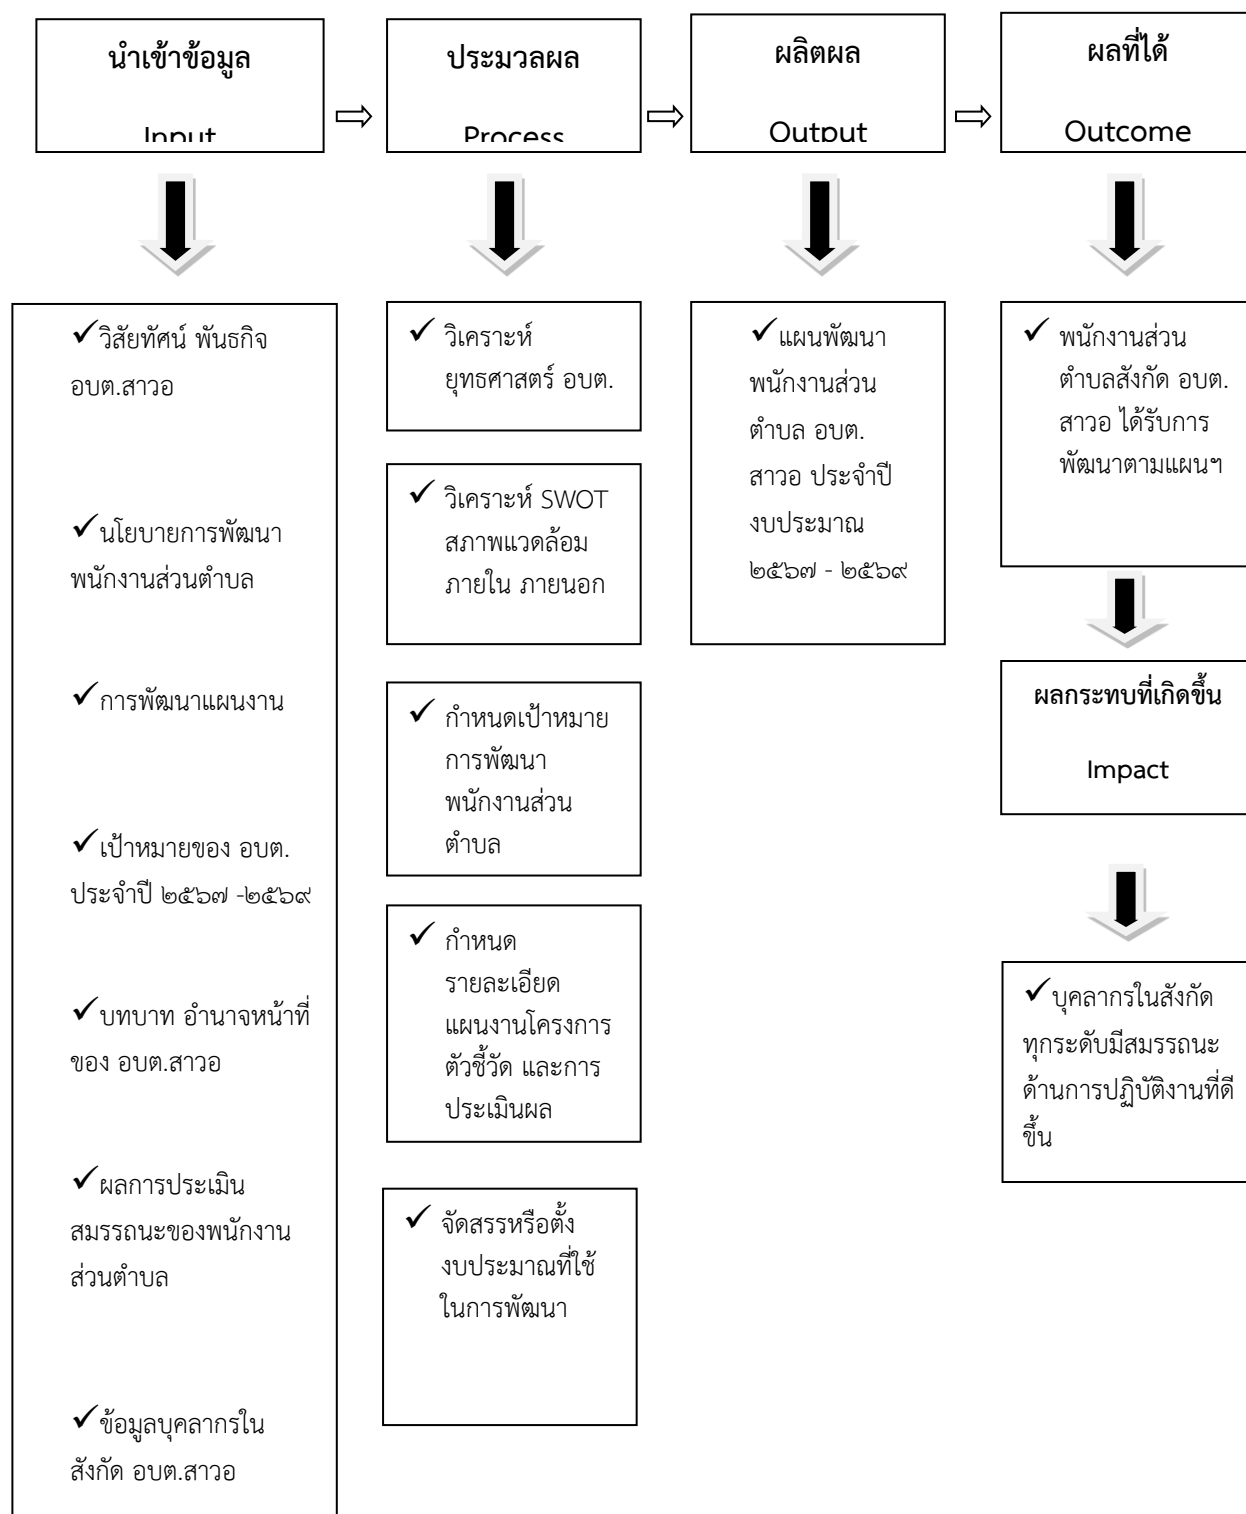 นำเข้าข้อมูล
Input
ประมวลผล
Process
ผลิตผล
Output
ผลที่ได้
Outcome
✓วิสัยทัศน์ พันธกิจ
อบต.สาวอ
✓นโยบายการพัฒนา
พนักงานส่วนตำบล
✓การพัฒนาแผนงาน
✓เป้าหมายของ อบต.
ประจำปี ๒๕๖๗ -๒๕๖๙
✓บทบาท อำนาจหน้าที่
ของ อบต.สาวอ
✓ผลการประเมิน
สมรรถนะของพนักงาน
ส่วนตำบล
✓ข้อมูลบุคลากรใน
สังกัด อบต.สาวอ
✓ วิเคราะห์
ยุทธศาสตร์ อบต.
✓ วิเคราะห์ SWOT
สภาพแวดล้อม
ภายใน ภายนอก
✓ กำหนดเป้าหมาย
การพัฒนา
พนักงานส่วน
ตำบล
✓ กำหนด
รายละเอียด
แผนงานโครงการ
ตัวชี้วัด และการ
ประเมินผล
✓ จัดสรรหรือตั้ง
งบประมาณที่ใช้
ในการพัฒนา
✓แผนพัฒนา
พนักงานส่วน
ตำบล อบต.
สาวอ ประจำปี
งบประมาณ
๒๕๖๗ - ๒๕๖๙
✓ พนักงานส่วน
ตำบลสังกัด อบต.
สาวอ ได้รับการ
พัฒนาตามแผนฯ
ผลกระทบที่เกิดขึ้น
Impact
✓บุคลากรในสังกัด
ทุกระดับมีสมรรถนะ
ด้านการปฏิบัติงานที่ดี
ขึ้น